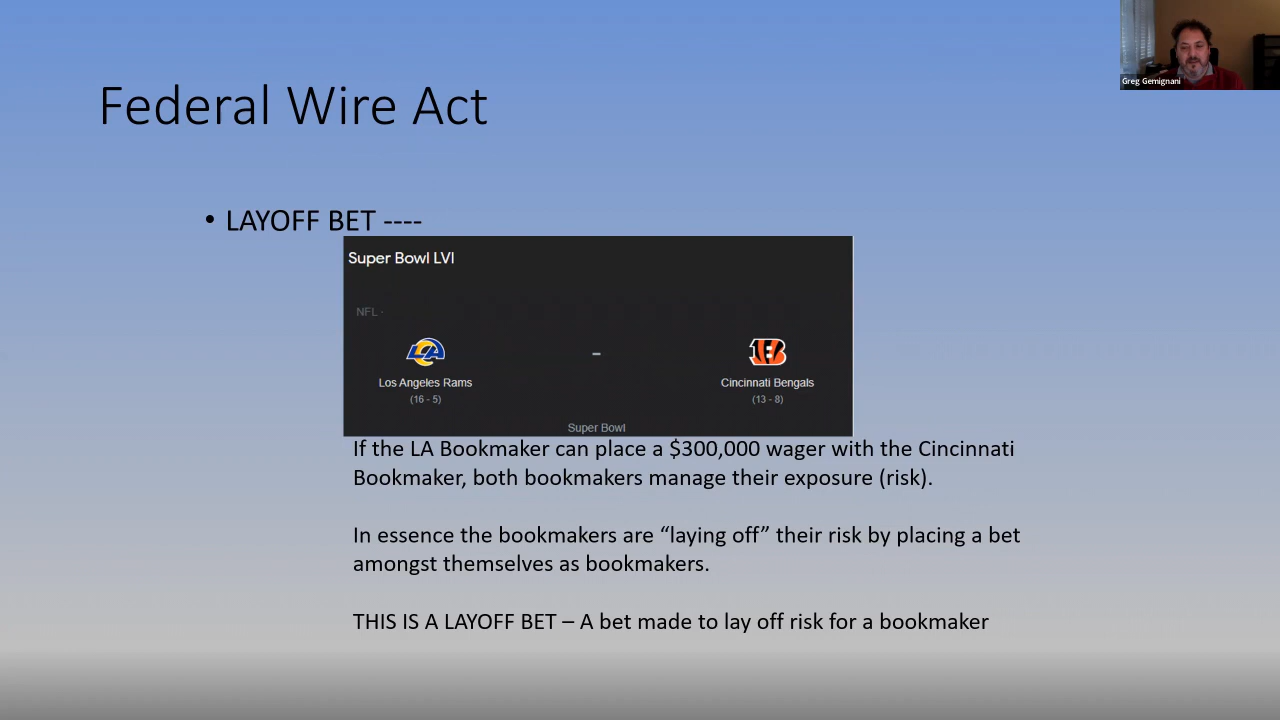 Greg Gemignani
Federal Wire Act
• LAYOFF BET ----
Super Bowl LVI
NFL -
LA
B
–
Los Angeles Rams
Cincinnati Bengals
(16 - 5)
(13 - 8)
Super Bowl
If the LA Bookmaker can place a $300,000 wager with the Cincinnati
Bookmaker, both bookmakers manage their exposure (risk).
In essence the bookmakers are “laying off” their risk by placing a bet
amongst themselves as bookmakers.
THIS IS A LAYOFF BET – A bet made to lay off risk for a bookmaker